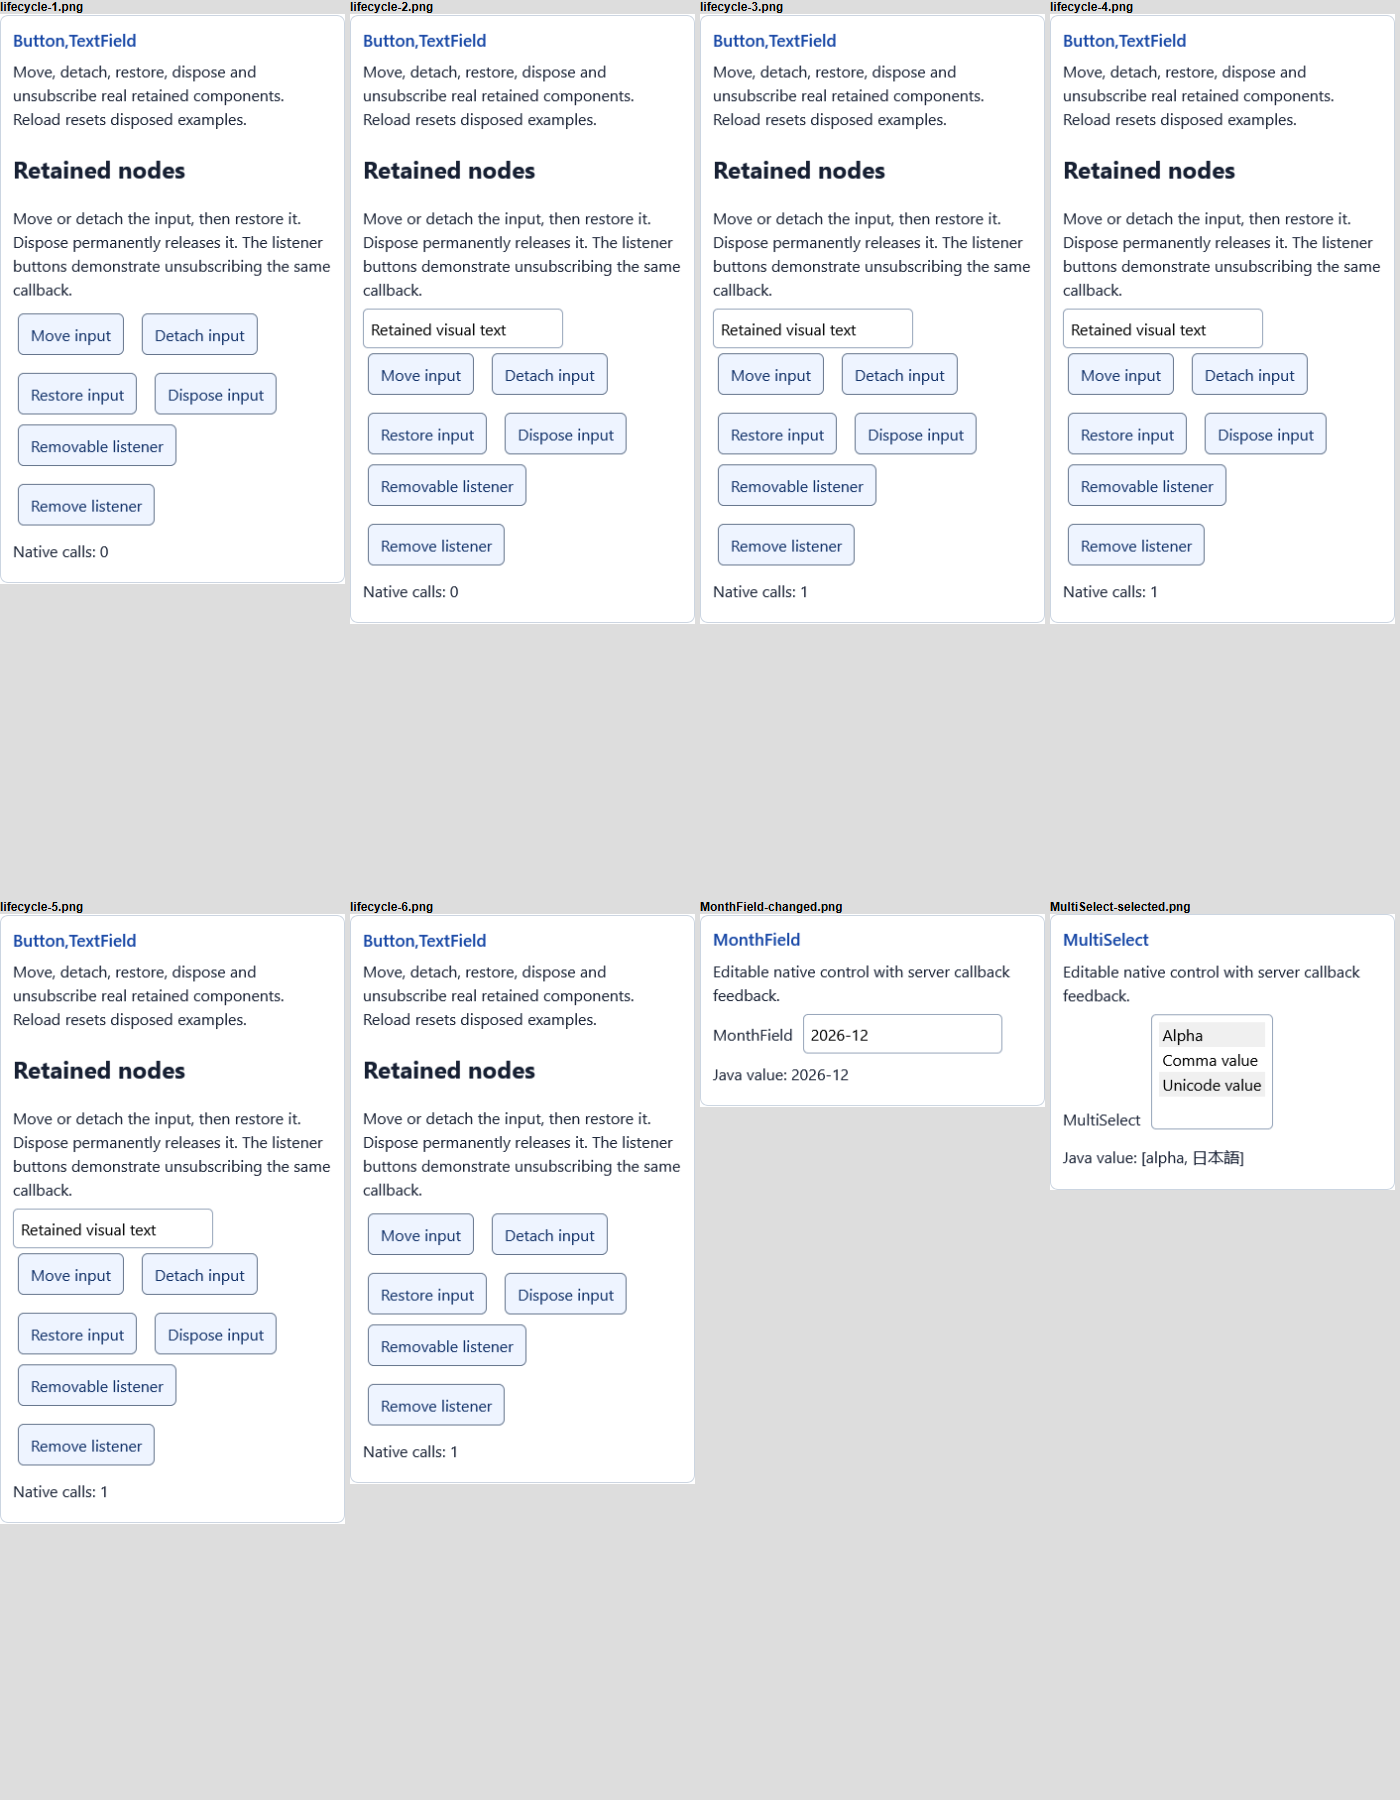 lifecycle-1.png
Button,TextField
Move, detach, restore, dispose and
unsubscribe real retained components.
Reload resets disposed examples.
Retained nodes
Move or detach the input, then restore it.
Dispose permanently releases it. The listener
buttons demonstrate unsubscribing the same
callback.
Move input
Detach input
Restore input
Dispose input
Removable listener
Remove listener
Native calls: 0
lifecycle-2.png
Button,TextField
Move, detach, restore, dispose and
unsubscribe real retained components.
Reload resets disposed examples.
Retained nodes
Move or detach the input, then restore it.
Dispose permanently releases it. The listener
buttons demonstrate unsubscribing the same
callback.
Retained visual text
Move input
Detach input
Restore input
Dispose input
Removable listener
Remove listener
Native calls: 0
lifecycle-3.png
Button,TextField
Move, detach, restore, dispose and
unsubscribe real retained components.
Reload resets disposed examples.
Retained nodes
Move or detach the input, then restore it.
Dispose permanently releases it. The listener
buttons demonstrate unsubscribing the same
callback.
Retained visual text
Move input
Detach input
Restore input
Dispose input
Removable listener
Remove listener
Native calls: 1
lifecycle-4.png
Button,TextField
Move, detach, restore, dispose and
unsubscribe real retained components.
Reload resets disposed examples.
Retained nodes
Move or detach the input, then restore it.
Dispose permanently releases it. The listener
buttons demonstrate unsubscribing the same
callback.
Retained visual text
Move input
Detach input
Restore input
Dispose input
Removable listener
Remove listener
Native calls: 1
lifecycle-5.png
Button,TextField
Move, detach, restore, dispose and
unsubscribe real retained components.
Reload resets disposed examples.
Retained nodes
Move or detach the input, then restore it.
Dispose permanently releases it. The listener
buttons demonstrate unsubscribing the same
callback.
Retained visual text
Move input
Detach input
Restore input
Dispose input
Removable listener
Remove listener
Native calls: 1
lifecycle-6.png
Button,TextField
Move, detach, restore, dispose and
unsubscribe real retained components.
Reload resets disposed examples.
Retained nodes
Move or detach the input, then restore it.
Dispose permanently releases it. The listener
buttons demonstrate unsubscribing the same
callback.
Move input
Detach input
Restore input
Dispose input
Removable listener
Remove listener
Native calls: 1
MonthField-changed.png
MonthField
Editable native control with server callback
feedback.
MonthField 2026-12
Java value: 2026-12
MultiSelect-selected.png
MultiSelect
Editable native control with server callback
feedback.
Alpha
Comma value
Unicode value
MultiSelect
Java value: [alpha, 日本語]